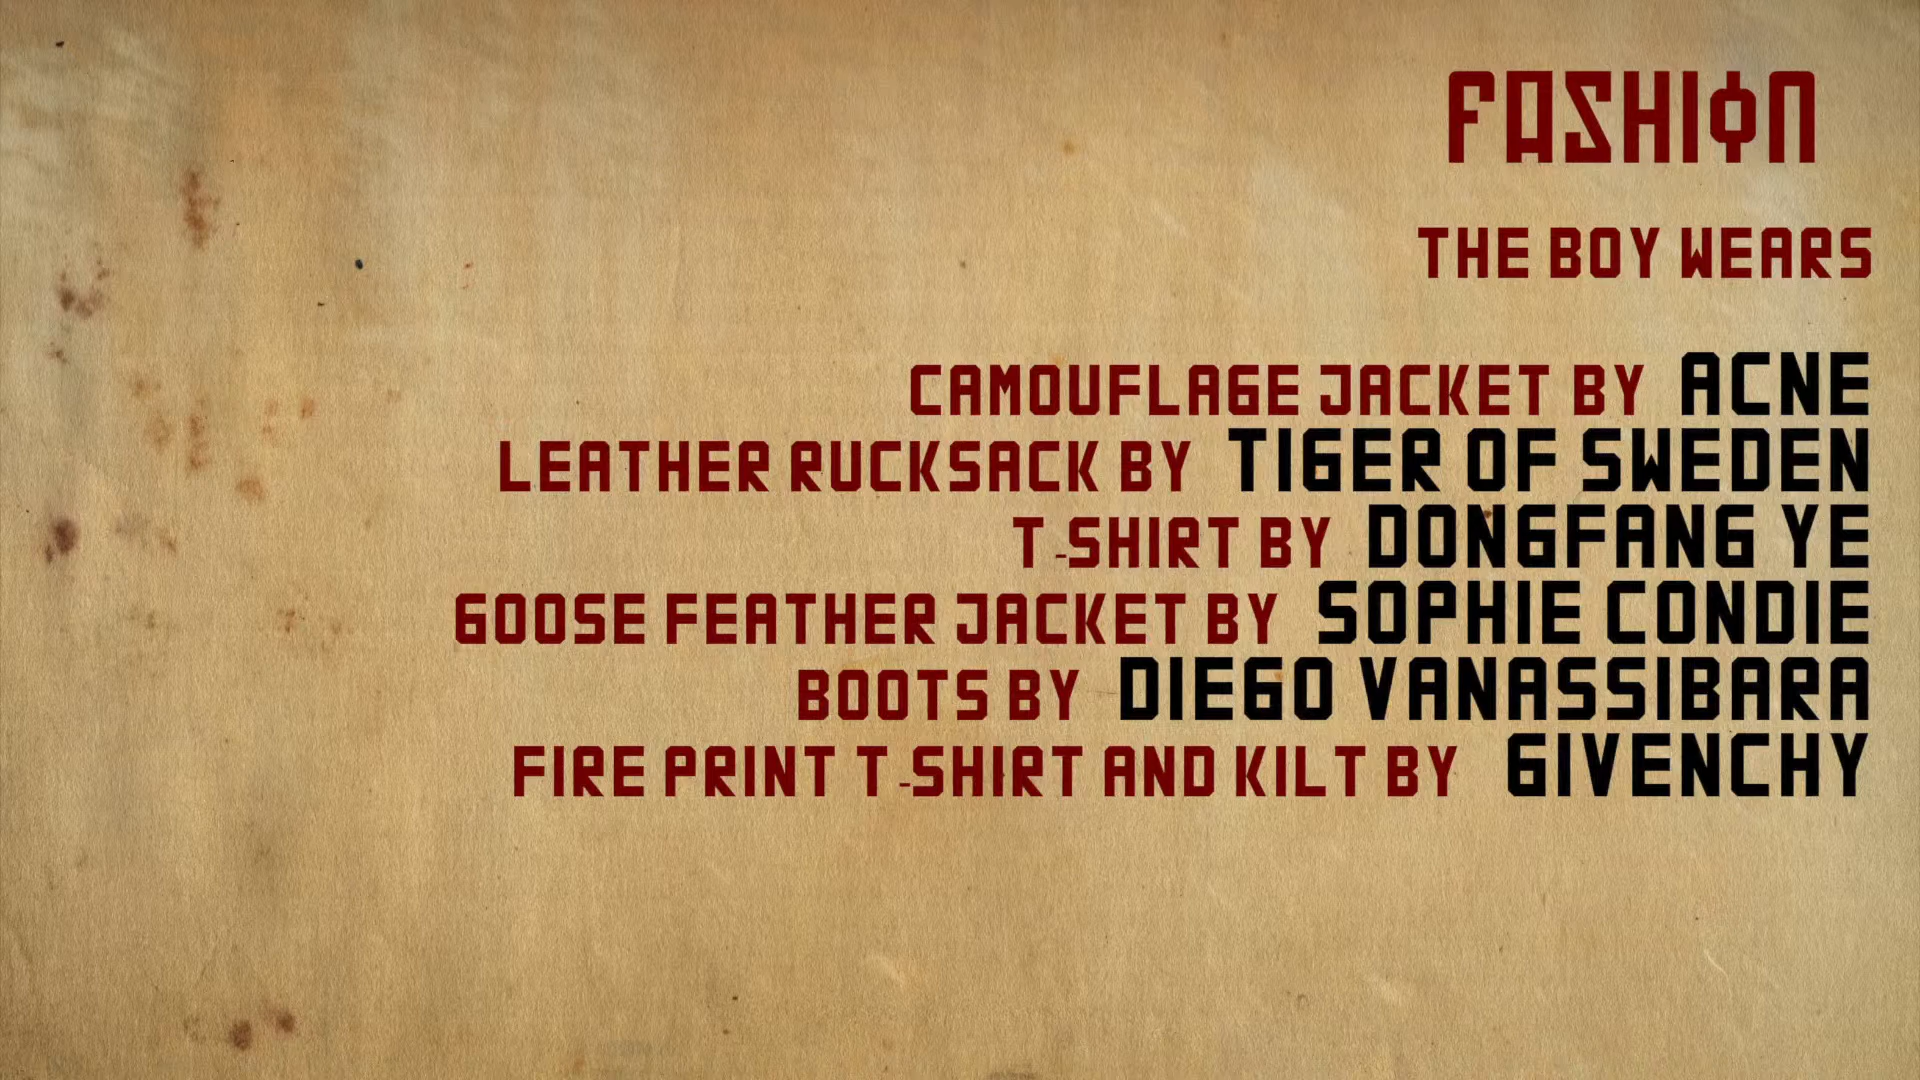 FASHION
THE BOY WEARS
CAMOUFLAGE JACKET BY ACNE
LEATHER RUCKSACK BY TIGER OF SWEDEN
T-SHIRT BY DONGFANG YE
GOOSE FEATHER JACKET BY SOPHIE CONDIE
BOOTS BY DIEGO VANASSIBARA
FIRE PRINT T-SHIRT AND KILT BY GIVENCHY